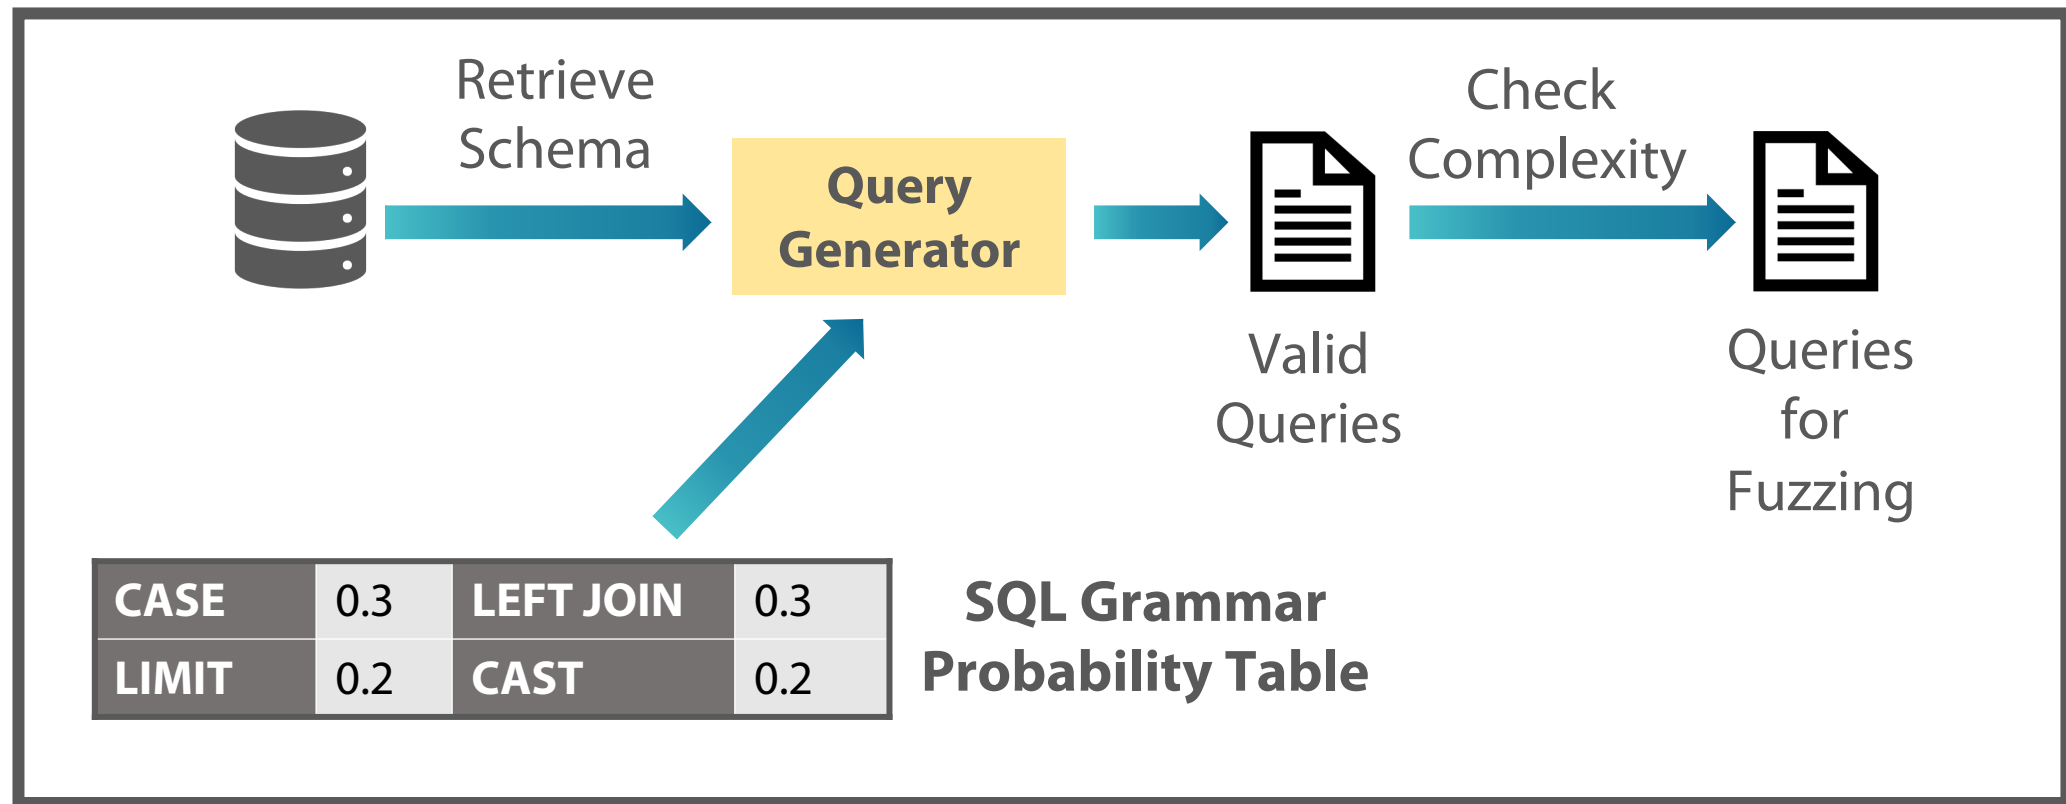 Retrieve
Schema
Query
Generator
Check
Complexity
Valid
Queries
Queries
for
Fuzzing
CASE 0.3 LEFT JOIN 0.3
LIMIT 0.2 CAST 0.2
SQL Grammar
Probability Table